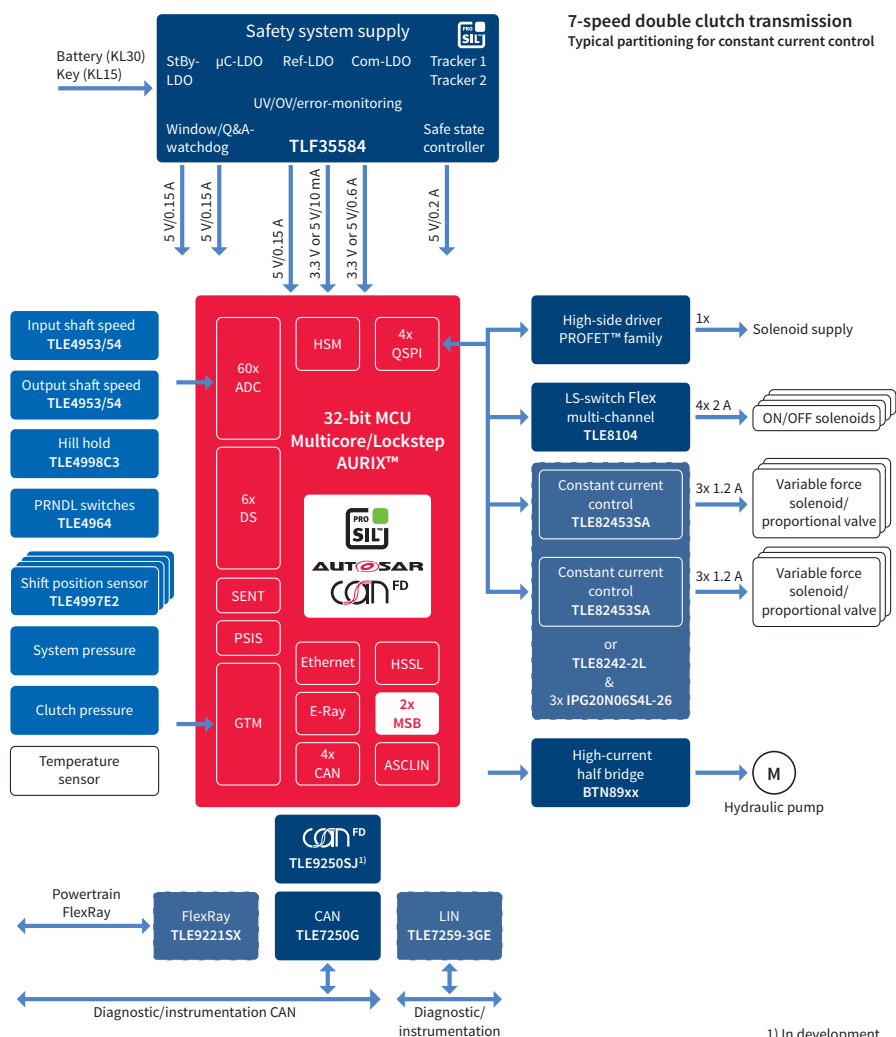 7-speed double clutch transmission
Typical partitioning for constant current control
Safety system supply
PRO
SIL™
Battery (KL30)
Key (KL15)
StBy-
LDO
µC-LDO
Ref-LDO
Com-LDO
Tracker 1
Tracker 2
UV/OV/error-monitoring
Window/Q&A-
watchdog
TLF35584
Safe state
controller
5 V/0.15 A
5 V/0.15 A
5 V/0.15 A
3.3 V or 5 V/10 mA
3.3 V or 5 V/0.6 A
5 V/0.2 A
Input shaft speed
TLE4953/54
Output shaft speed
TLE4953/54
Hill hold
TLE4998C3
PRNDL switches
TLE4964
Shift position sensor
TLE4997E2
System pressure
Clutch pressure
Temperature
sensor
60x
ADC
HSM
4x
QSPI
32-bit MCU
Multicore/Lockstep
AURIX™
6x
DS
PRO
SIL™
AUTOSAR
CAN FD
SENT
PSIS
GTM
Ethernet
HSSL
E-Ray
2x
MSB
4x
CAN
ASCLIN
High-side driver
PROFET™ family
1x
Solenoid supply
LS-switch Flex
multi-channel
TLE8104
4x 2 A
ON/OFF solenoids
Constant current
control
TLE82453SA
3x 1.2 A
Variable force
solenoid/
proportional valve
Constant current
control
TLE82453SA
3x 1.2 A
Variable force
solenoid/
proportional valve
or
TLE8242-2L
&
3x IPG20N06S4L-26
High-current
half bridge
BTN89xx
M
Hydraulic pump
CAN FD
TLE9250SJ1)
Powertrain
FlexRay
FlexRay
TLE9221SX
CAN
TLE7250G
LIN
TLE7259-3GE
Diagnostic/instrumentation CAN
Diagnostic/
instrumentation
1) In development